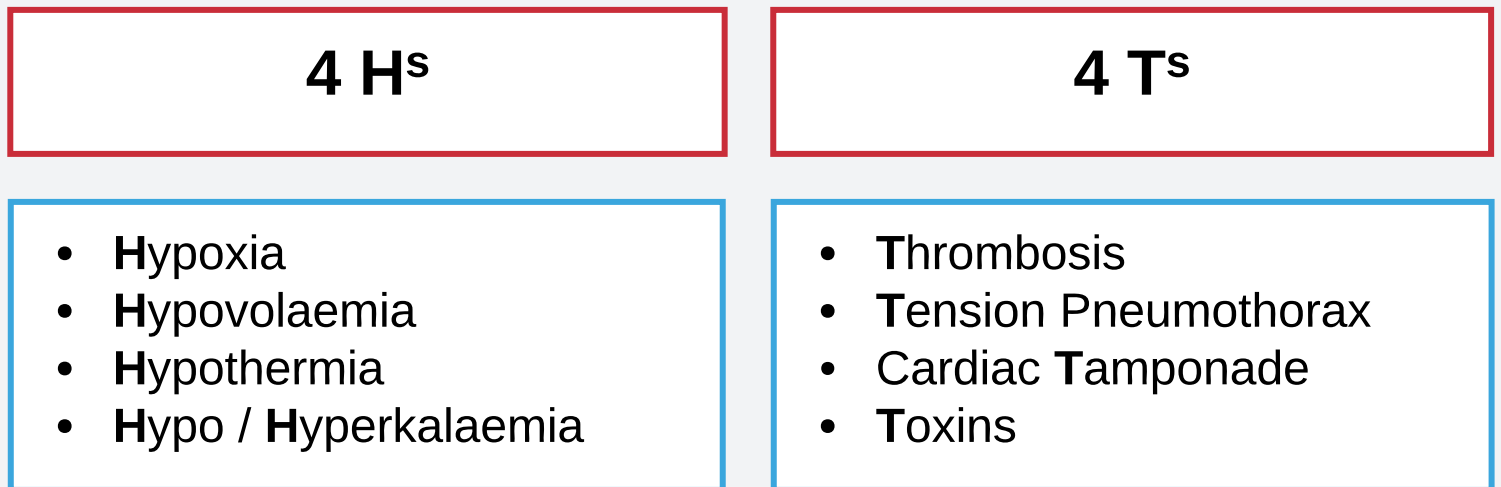 4 Hs
4 Ts
• Hypoxia
• Hypovolaemia
• Hypothermia
• Hypo / Hyperkalaemia
• Thrombosis
• Tension Pneumothorax
• Cardiac Tamponade
• Toxins